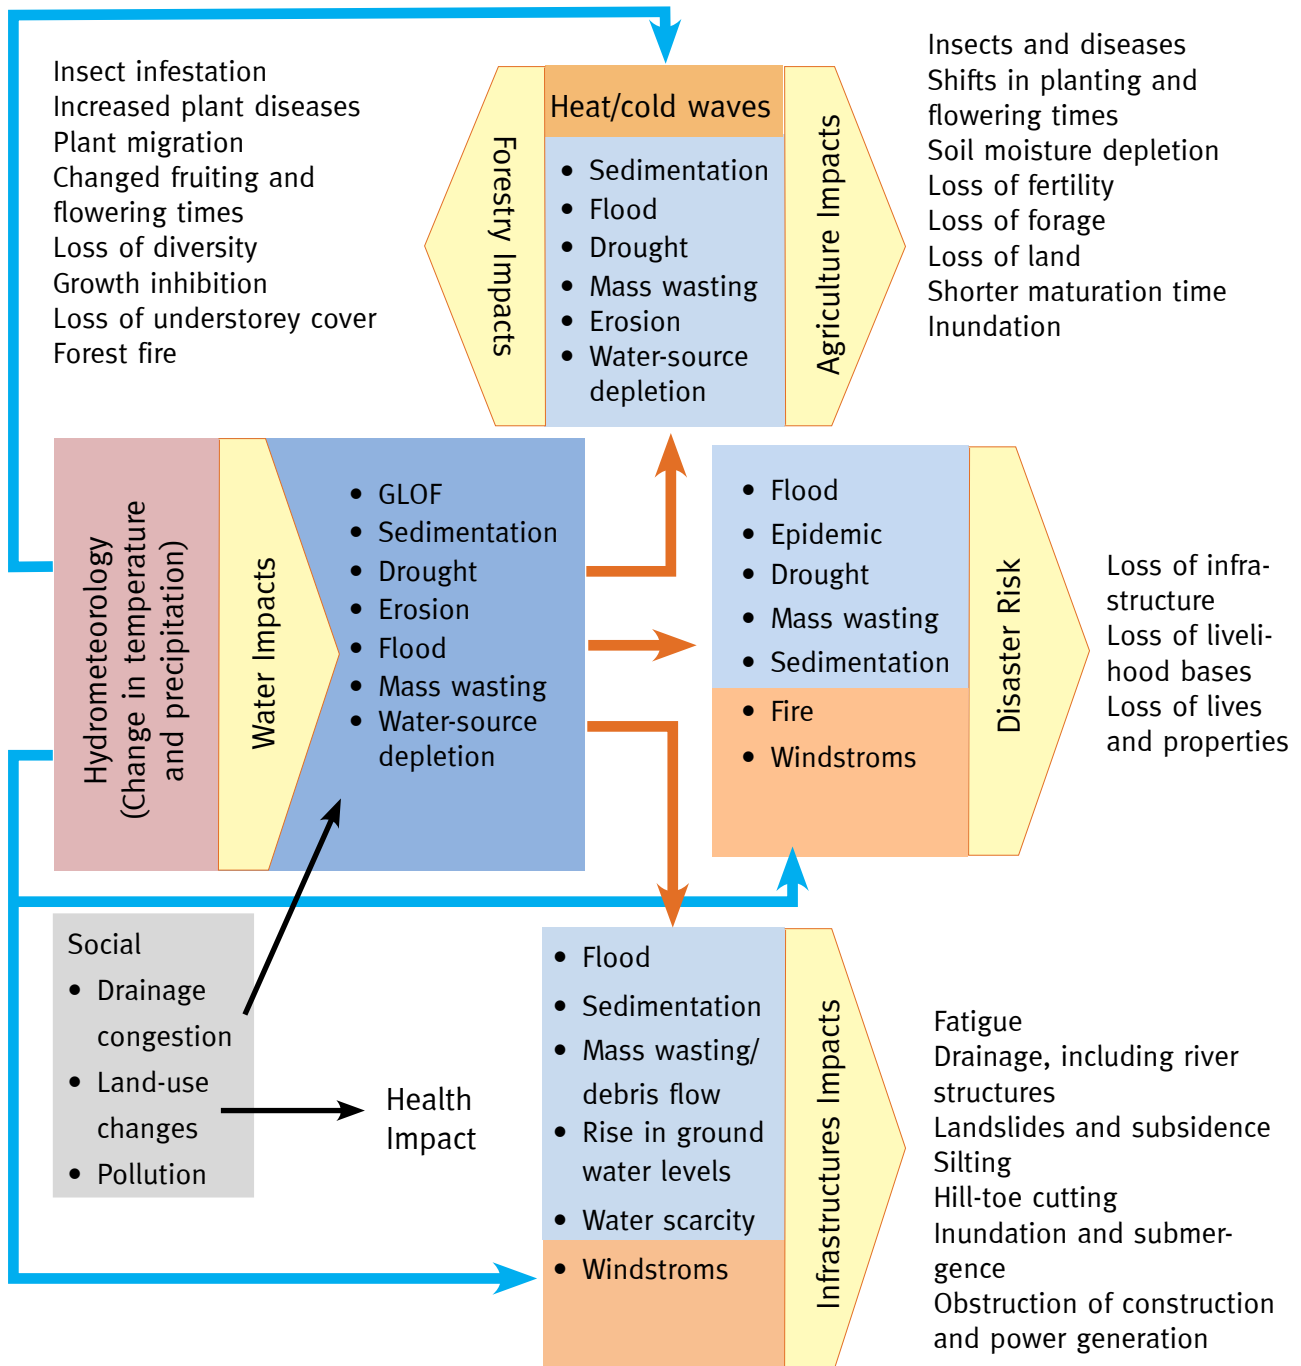 Insect infestation
Increased plant diseases
Plant migration
Changed fruiting and
flowering times
Loss of diversity
Growth inhibition
Loss of understorey cover
Forest fire
Forestry Impacts
Heat/cold waves
• Sedimentation
• Flood
• Drought
• Mass wasting
• Erosion
• Water-source
depletion
Agriculture Impacts
Insects and diseases
Shifts in planting and
flowering times
Soil moisture depletion
Loss of fertility
Loss of forage
Loss of land
Shorter maturation time
Inundation
Hydrometeorology
(Change in temperature
and precipitation)
Water Impacts
• GLOF
• Sedimentation
• Drought
• Erosion
• Flood
• Mass wasting
• Water-source
depletion
• Flood
• Epidemic
• Drought
• Mass wasting
• Sedimentation
• Fire
• Windstroms
Disaster Risk
Loss of infra-
structure
Loss of liveli-
hood bases
Loss of lives
and properties
Social
• Drainage
congestion
• Land-use
changes
• Pollution
Health
Impact
• Flood
• Sedimentation
• Mass wasting/
debris flow
• Rise in ground
water levels
• Water scarcity
• Windstroms
Infrastructures Impacts
Fatigue
Drainage, including river
structures
Landslides and subsidence
Silting
Hill-toe cutting
Inundation and submer-
gence
Obstruction of construction
and power generation